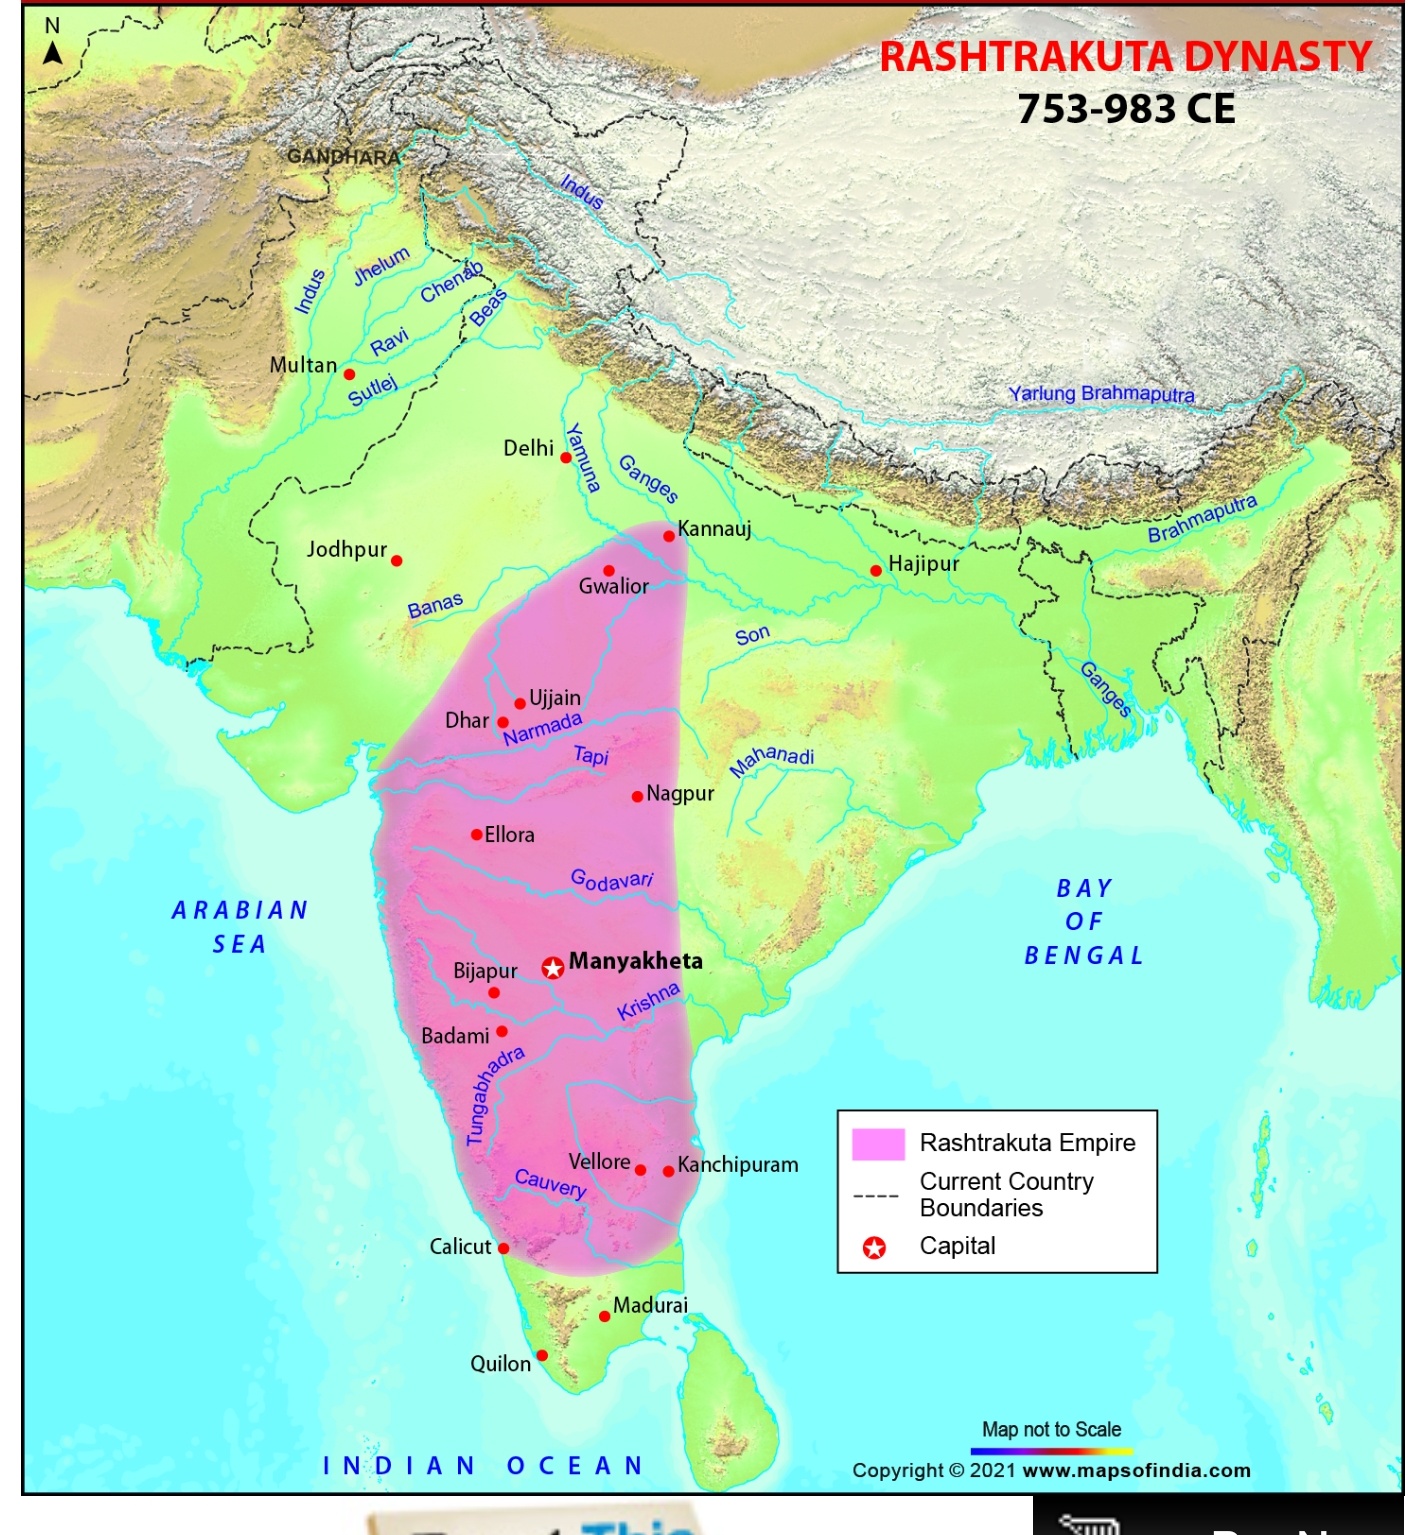 N
RASHTRAKUTA DYNASTY
753-983 CE
GANDHARA
Indus
Indus
Jhelum
Chenab
Beas
Ravi
Multan
Sutlej
Yarlung Brahmaputra
Delhi
Yamuna
Ganges
Brahmaputra
Kannauj
Jodhpur
Hajipur
Gwalior
Banas
Son
Ganges
Ujjain
Dhar
Narmada
Tapi
Mahanadi
Nagpur
Ellora
Godavari
ARABIAN
SEA
BAY
OF
BENGAL
Manyakheta
Bijapur
Krishna
Badami
Tungabhadra
Vellore
Kanchipuram
Cauvery
Calicut
Madurai
Quilon
Rashtrakuta Empire
Current Country
Boundaries
Capital
Map not to Scale
Copyright © 2021 www.mapsofindia.com
INDIAN OCEAN
This